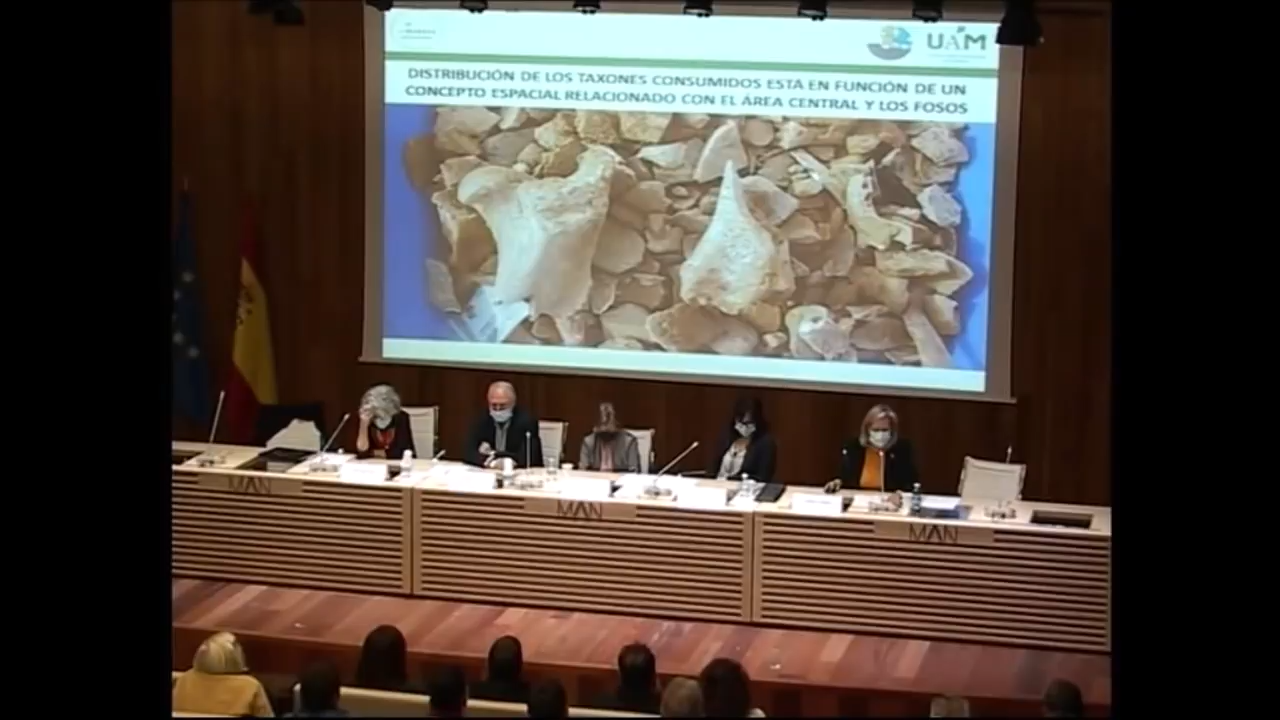 UAM
DISTRIBUCIÓN DE LOS TAXONES CONSUMIDOS ESTÁ EN FUNCIÓN DE UN
CONCEPTO ESPACIAL RELACIONADO CON EL ÁREA CENTRAL Y LOS FOSOS
MAN
MAN
MAN